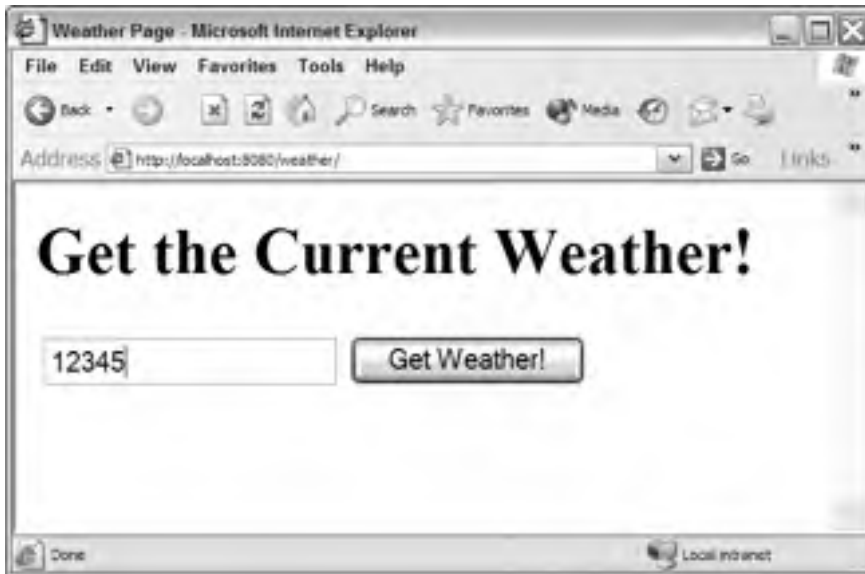 Weather Page - Microsoft Internet Explorer
File Edit View Favorites Tools Help
Back Search Favorites Media »
Address http://localhost:8080/weather/ Go Links »
Get the Current Weather!
12345 Get Weather!
Done Local intranet